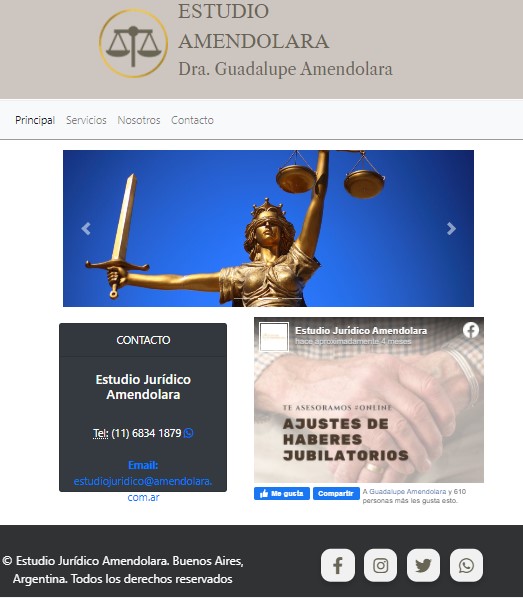 ESTUDIO
AMENDOLARA
Dra. Guadalupe Amendolara
Principal Servicios Nosotros Contacto
CONTACTO
Estudio Jurídico
Amendolara
Tel: (11) 6834 1879
Email:
estudiojuridico@amendolara.
com.ar
Estudio Jurídico Amendolara
hace aproximadamente 4 meses
TE ASESORAMOS #ONLINE
AJUSTES DE
HABERES
JUBILATORIOS
Me gusta Compartir
A Guadalupe Amendolara y 610
personas más les gusta esto.
© Estudio Jurídico Amendolara. Buenos Aires,
Argentina. Todos los derechos reservados